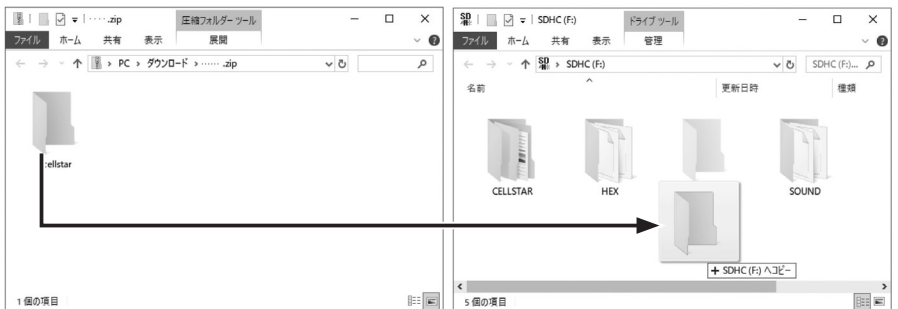 ·····.zip
圧縮フォルダー ツール
ファイル ホーム 共有 表示 展開
PC › ダウンロード › ······ .zip
:ellstar
1 個の項目
SD SDHC (F:)
ドライブ ツール
ファイル ホーム 共有 表示 管理
SD › SDHC (F:)
SDHC (F:)...
名前 更新日時 種類
CELLSTAR HEX SOUND
+ SDHC (F:) へコピー
5 個の項目